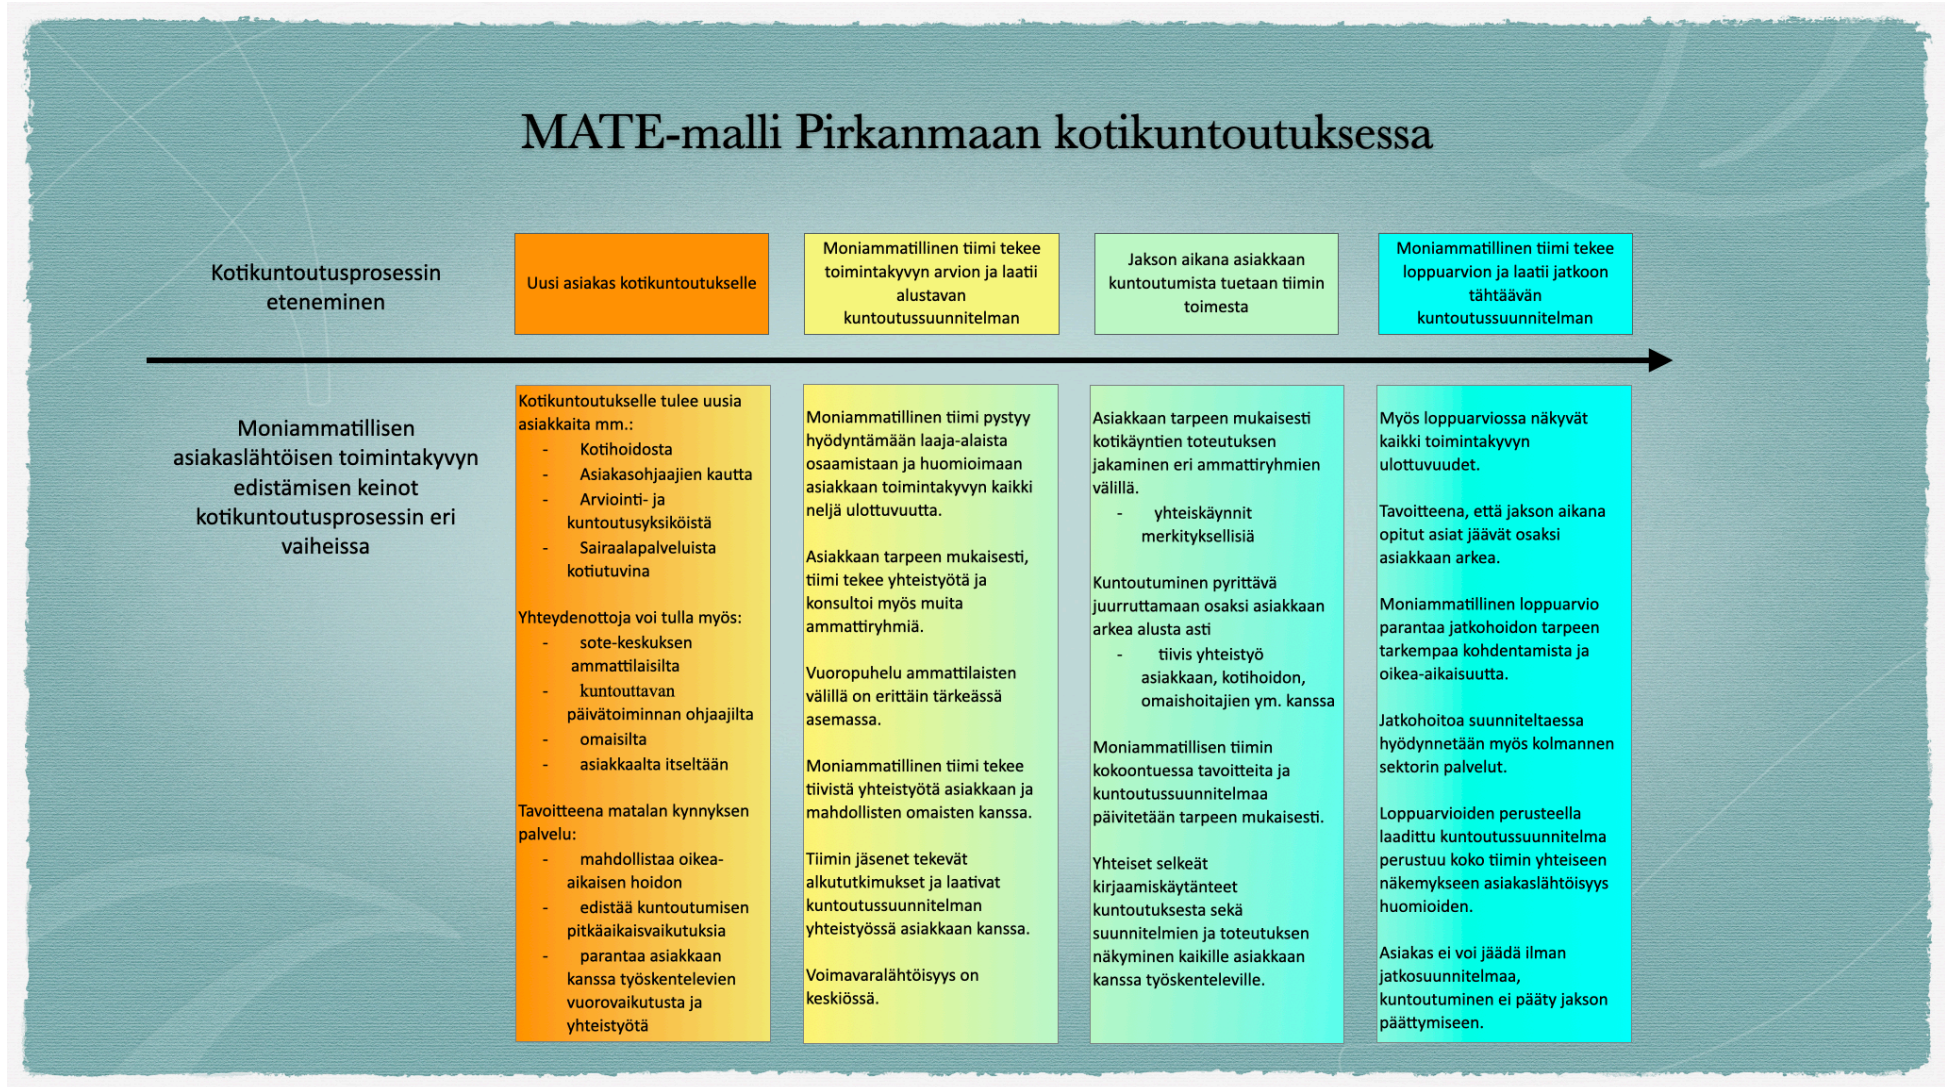 MATE-malli Pirkanmaan kotikuntoutuksessa
Kotikuntoutusprosessin
eteneminen
Uusi asiakas kotikuntoutukselle
Moniammatillinen tiimi tekee
toimintakyvyn arvion ja laatii
alustavan
kuntoutussuunnitelman
Jakson aikana asiakkaan
kuntoutumista tuetaan tiimin
toimesta
Moniammatillinen tiimi tekee
loppuarvion ja laatii jatkoon
tähtäävän
kuntoutussuunnitelman
Moniammatillisen
asiakaslähtöisen toimintakyvyn
edistämisen keinot
kotikuntoutusprosessin eri
vaiheissa
Kotikuntoutukselle tulee uusia
asiakkaita mm.:
- Kotihoidosta
- Asiakasohjaajien kautta
- Arviointi- ja
kuntoutusyksiköistä
- Sairaalapalveluista
kotiutuvina
Yhteydenottoja voi tulla myös:
- sote-keskuksen
ammattilaisilta
- kuntouttavan
päivätoiminnan ohjaajilta
- omaisilta
- asiakkaalta itseltään
Tavoitteena matalan kynnyksen
palvelu:
- mahdollistaa oikea-
aikaisen hoidon
- edistää kuntoutumisen
pitkäaikaisvaikutuksia
- parantaa asiakkaan
kanssa työskentelevien
vuorovaikutusta ja
yhteistyötä
Moniammatillinen tiimi pystyy
hyödyntämään laaja-alaista
osaamistaan ja huomioimaan
asiakkaan toimintakyvyn kaikki
neljä ulottuvuutta.
Asiakkaan tarpeen mukaisesti,
tiimi tekee yhteistyötä ja
konsultoi myös muita
ammattiryhmiä.
Vuoropuhelu ammattilaisten
välillä on erittäin tärkeässä
asemassa.
Moniammatillinen tiimi tekee
tiivistä yhteistyötä asiakkaan ja
mahdollisten omaisten kanssa.
Tiimin jäsenet tekevät
alkututkimukset ja laativat
kuntoutussuunnitelman
yhteistyössä asiakkaan kanssa.
Voimavaralähtöisyys on
keskiössä.
Asiakkaan tarpeen mukaisesti
kotikäyntien toteutuksen
jakaminen eri ammattiryhmien
välillä.
- yhteiskäynnit
merkityksellisiä
Kuntoutuminen pyrittävä
juurruttamaan osaksi asiakkaan
arkea alusta asti
- tiivis yhteistyö
asiakkaan, kotihoidon,
omaishoitajien ym. kanssa
Moniammatillisen tiimin
kokoontuessa tavoitteita ja
kuntoutussuunnitelmaa
päivitetään tarpeen mukaisesti.
Yhteiset selkeät
kirjaamiskäytänteet
kuntoutuksesta sekä
suunnitelmien ja toteutuksen
näkyminen kaikille asiakkaan
kanssa työskenteleville.
Myös loppuarviossa näkyvät
kaikki toimintakyvyn
ulottuvuudet.
Tavoitteena, että jakson aikana
opitut asiat jäävät osaksi
asiakkaan arkea.
Moniammatillinen loppuarvio
parantaa jatkohoidon tarpeen
tarkempaa kohdentamista ja
oikea-aikaisuutta.
Jatkohoitoa suunniteltaessa
hyödynnetään myös kolmannen
sektorin palvelut.
Loppuarvioiden perusteella
laadittu kuntoutussuunnitelma
perustuu koko tiimin yhteiseen
näkemykseen asiakaslähtöisyys
huomioiden.
Asiakas ei voi jäädä ilman
jatkosuunnitelmaa,
kuntoutuminen ei pääty jakson
päättymiseen.